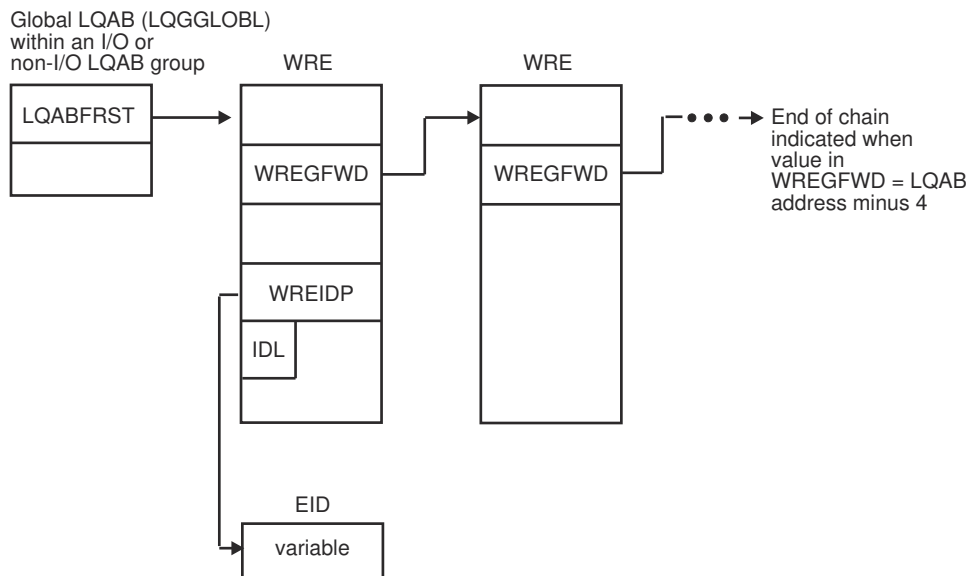 Global LQAB (LQGGLOBL)
within an I/O or
non-I/O LQAB group
WRE
WRE
LQABFRST
WREGFWD
WREGFWD
End of chain
indicated when
value in
WREGFWD = LQAB
address minus 4
WREIDP
IDL
EID
variable